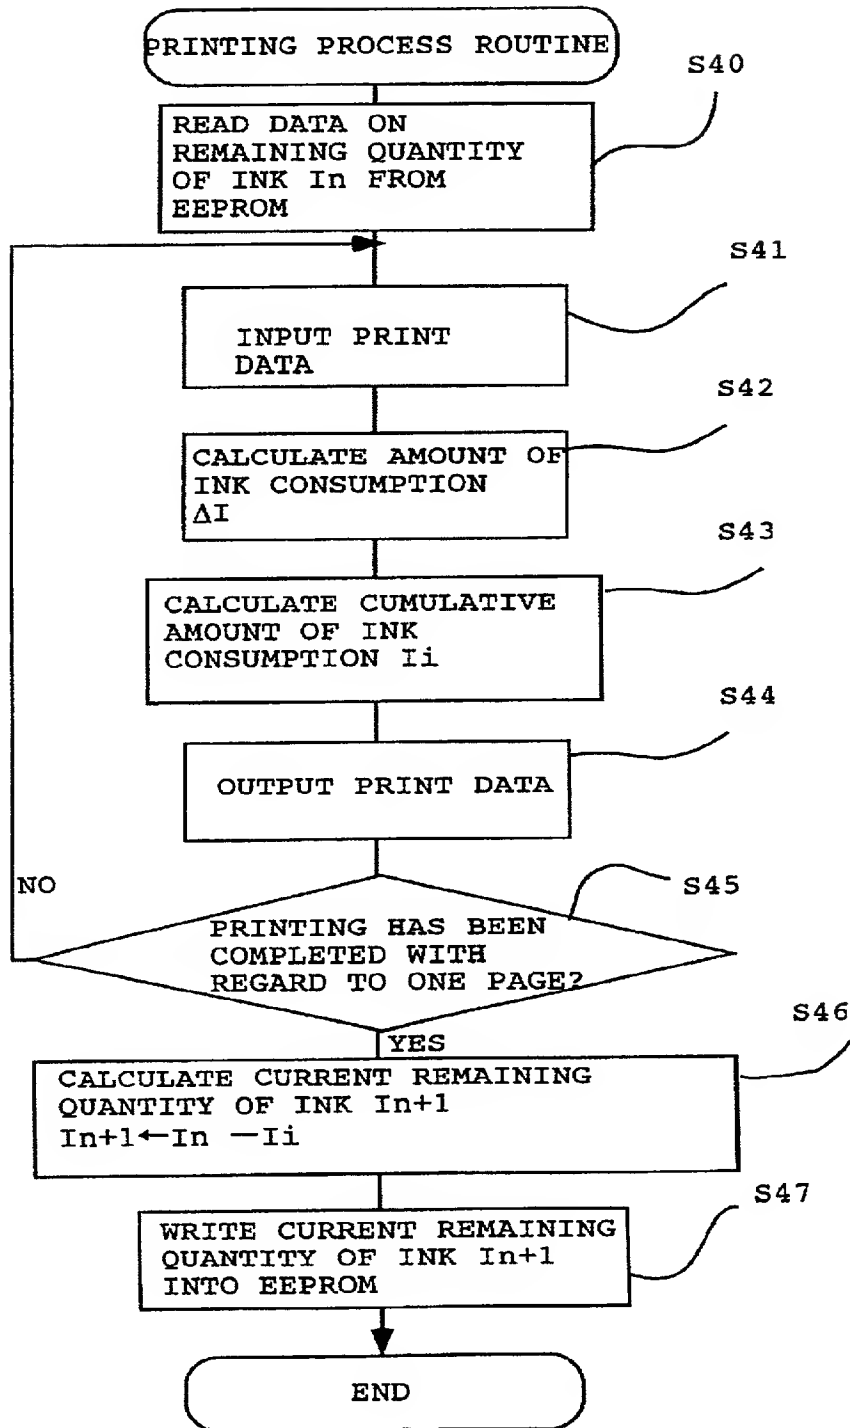 PRINTING PROCESS ROUTINE
S40
READ DATA ON
REMAINING QUANTITY
OF INK In FROM
EEPROM
S41
INPUT PRINT
DATA
S42
CALCULATE AMOUNT OF
INK CONSUMPTION
ΔI
S43
CALCULATE CUMULATIVE
AMOUNT OF INK
CONSUMPTION Ii
S44
OUTPUT PRINT DATA
NO
S45
PRINTING HAS BEEN
COMPLETED WITH
REGARD TO ONE PAGE?
YES
S46
CALCULATE CURRENT REMAINING
QUANTITY OF INK In+1
In+1←In —Ii
S47
WRITE CURRENT REMAINING
QUANTITY OF INK In+1
INTO EEPROM
END